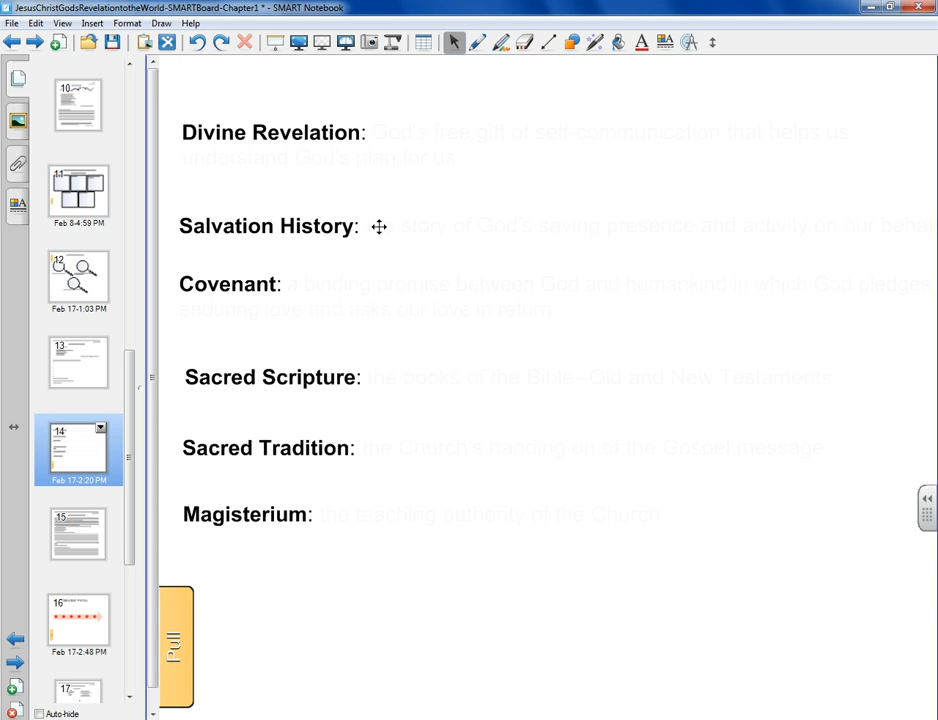 JesusChristGodsRevelationtotheWorld-SMARTBoard-Chapter1 * - SMART Notebook
File Edit View Insert Format Draw Help
10
11
Feb 8-4:59 PM
12
Feb 17-1:03 PM
13
14
Feb 17-2:20 PM
15
16
Feb 17-2:48 PM
17
Auto-hide
Divine Revelation: God's free gift of self-communication that helps us
understand God's plan for us
Salvation History: story of God's saving presence and activity on our behalf
Covenant: a binding promise between God and humankind in which God pledges
enduring love and asks our love in return
Sacred Scripture: the books of the Bible--Old and New Testaments
Sacred Tradition: the Church's handing on of the Gospel message
Magisterium: the teaching authority of the Church
Pull